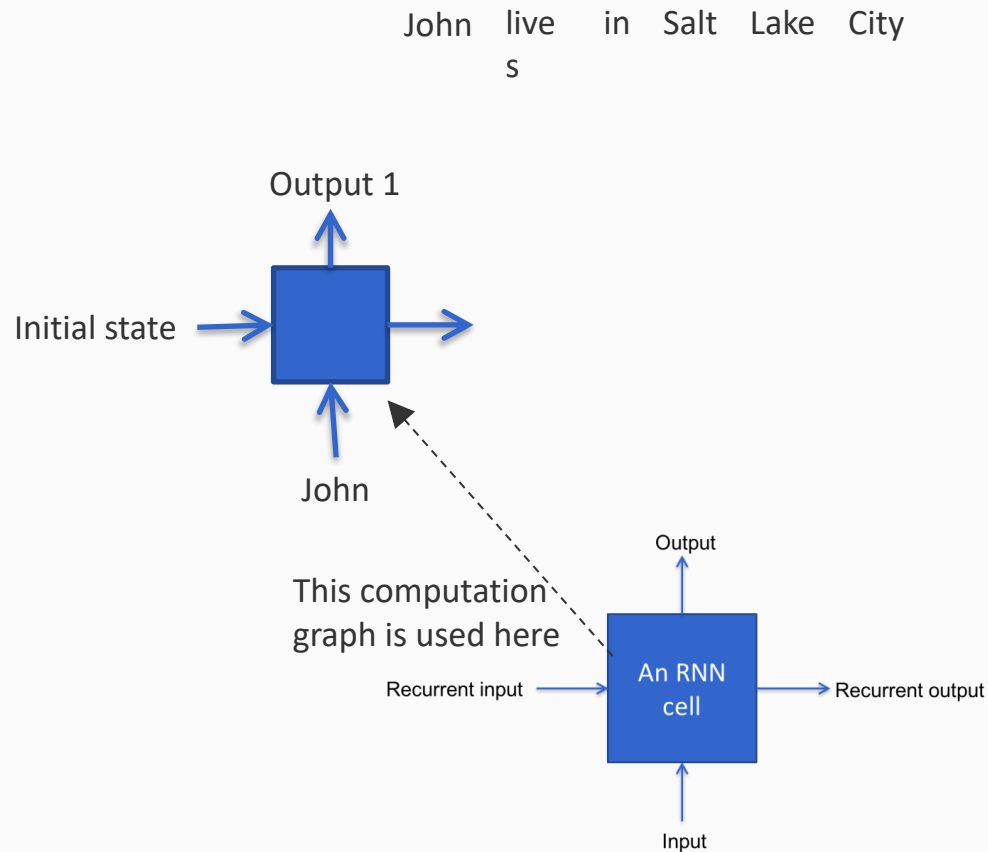 John live in Salt Lake City
s
Output 1
Initial state
John
Output
This computation
graph is used here
An RNN
cell
Recurrent input
Recurrent output
Input